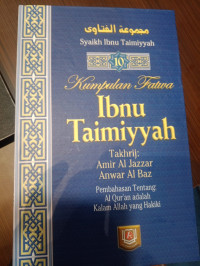 مجموعة الفتاوى
Syaikh Ibnu Taimiyyah
10
Kumpulan Fatwa
Ibnu
Taimiyyah
Takhrij:
Amir Al Jazzar
Anwar Al Baz
Pembahasan Tentang:
Al Qur'an adalah
Kalam Allah yang Hakiki